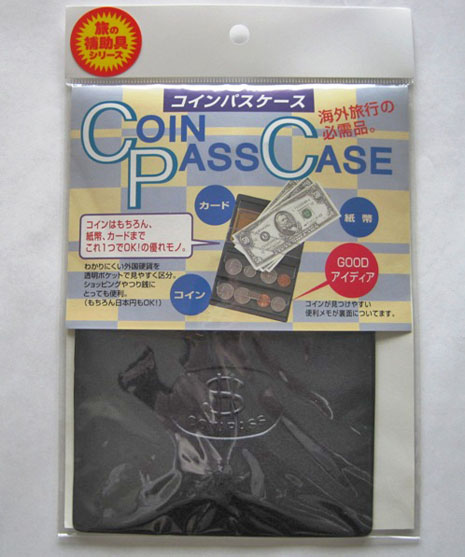 旅の
補助具
シリーズ
コインパスケース
海外旅行の
必需品。
COIN
PASS CASE
カード
紙幣
コインはもちろん、
紙幣、カードまで
これ1つでOK!の優れモノ。
GOOD
アイディア
わかりにくい外国硬貨を
透明ポケットで見やすく区分。
ショッピングやつり銭に
とっても便利。
(もちろん日本円もOK!)
コイン
コインが見つけやすい
便利メモが裏面についてます。
COINPASS